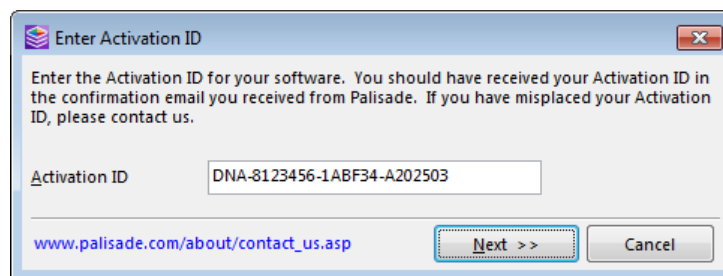 Enter Activation ID
Enter the Activation ID for your software.  You should have received your Activation ID in
the confirmation email you received from Palisade.  If you have misplaced your Activation
ID, please contact us.
Activation ID
DNA-8123456-1ABF34-A202503
www.palisade.com/about/contact_us.asp
Next >>
Cancel